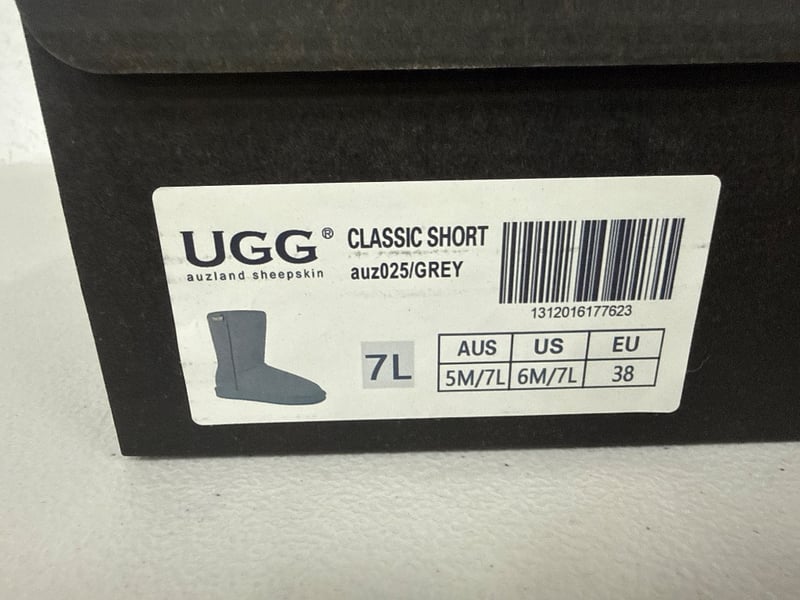 UGG® CLASSIC SHORT
auzland sheepskin auz025/GREY
1312016177623
7L
AUS US EU
5M/7L 6M/7L 38